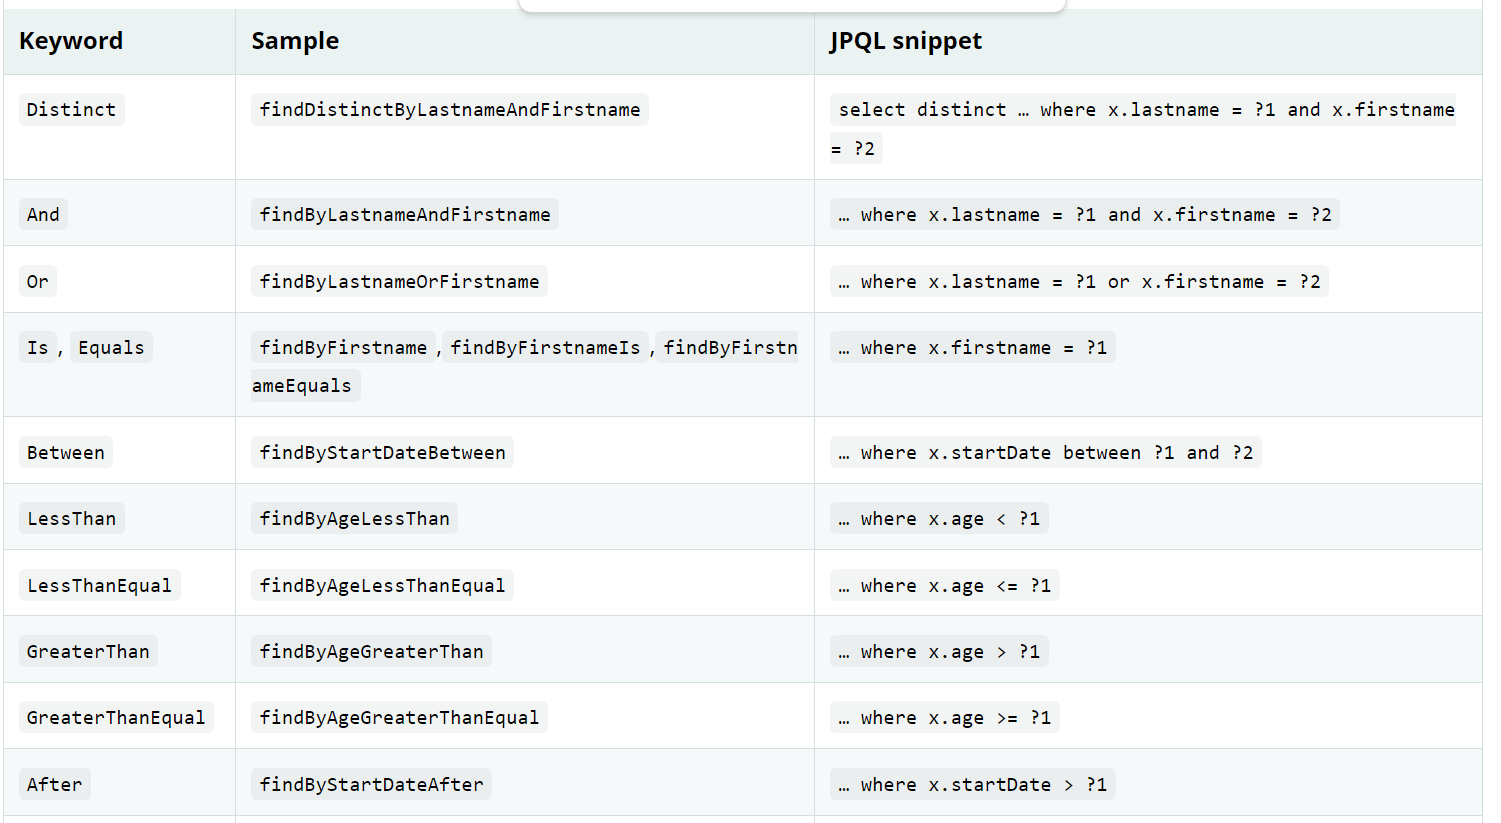 Keyword Sample JPQL snippet
Distinct findDistinctByLastnameAndFirstname select distinct … where x.lastname = ?1 and x.firstname
= ?2
And findByLastnameAndFirstname … where x.lastname = ?1 and x.firstname = ?2
Or findByLastnameOrFirstname … where x.lastname = ?1 or x.firstname = ?2
Is, Equals findByFirstname, findByFirstnameIs, findByFirstn … where x.firstname = ?1
ameEquals
Between findByStartDateBetween … where x.startDate between ?1 and ?2
LessThan findByAgeLessThan … where x.age < ?1
LessThanEqual findByAgeLessThanEqual … where x.age <= ?1
GreaterThan findByAgeGreaterThan … where x.age > ?1
GreaterThanEqual findByAgeGreaterThanEqual … where x.age >= ?1
After findByStartDateAfter … where x.startDate > ?1